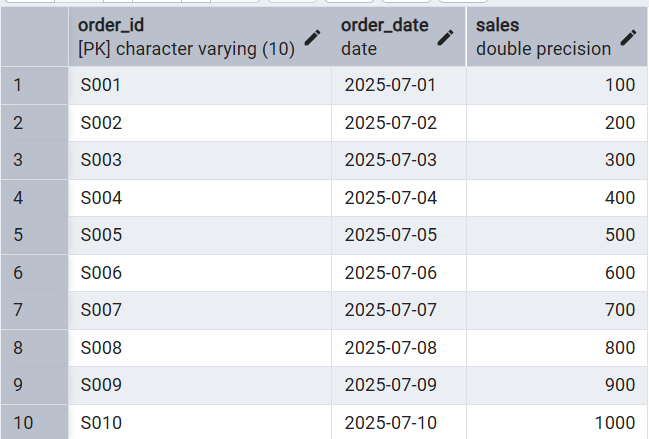 order_id order_date sales
[PK] character varying (10) date double precision
1 S001 2025-07-01 100
2 S002 2025-07-02 200
3 S003 2025-07-03 300
4 S004 2025-07-04 400
5 S005 2025-07-05 500
6 S006 2025-07-06 600
7 S007 2025-07-07 700
8 S008 2025-07-08 800
9 S009 2025-07-09 900
10 S010 2025-07-10 1000